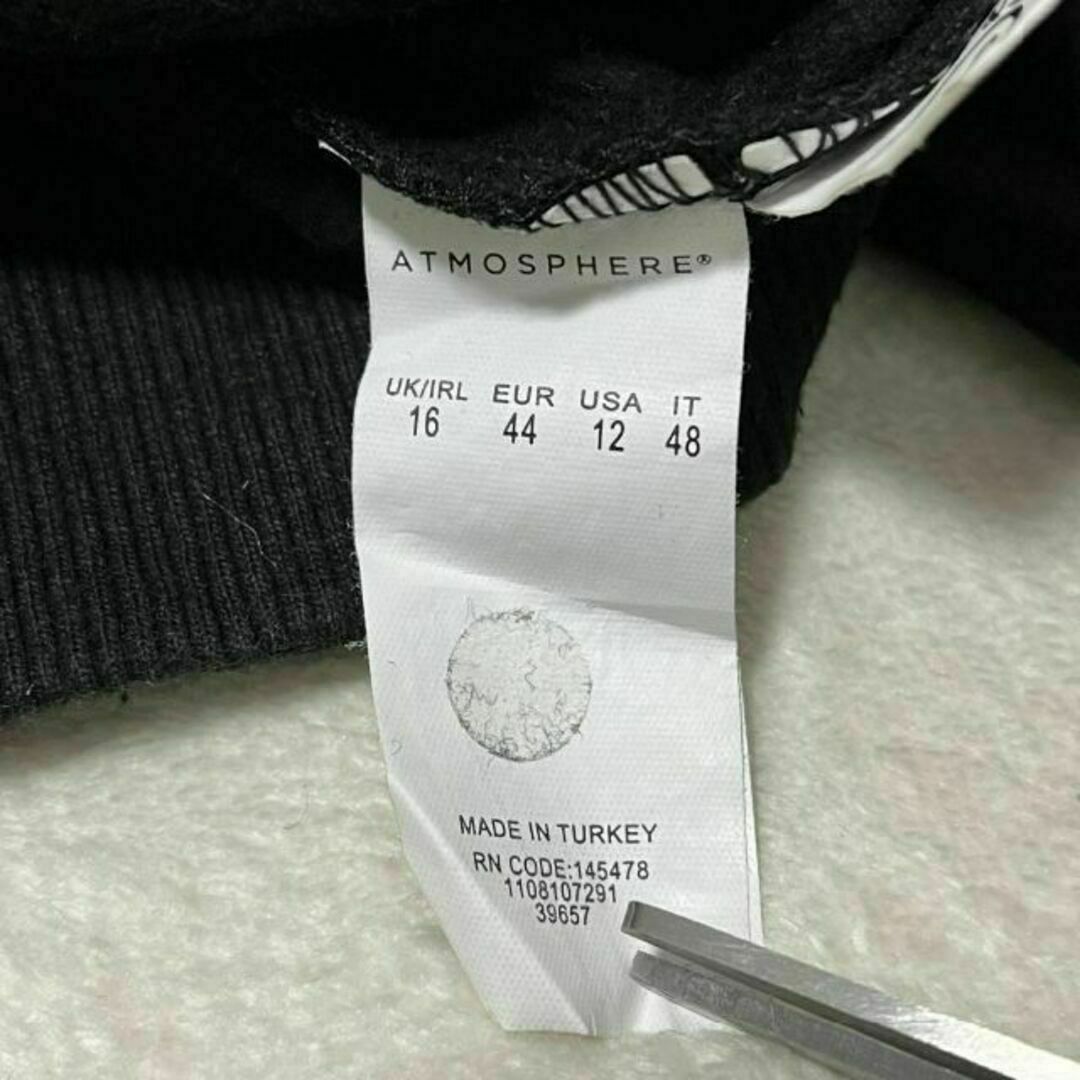 ATMOSPHERE®
UK/IRL EUR USA IT
16 44 12 48
MADE IN TURKEY
RN CODE:145478
1108107291
39657